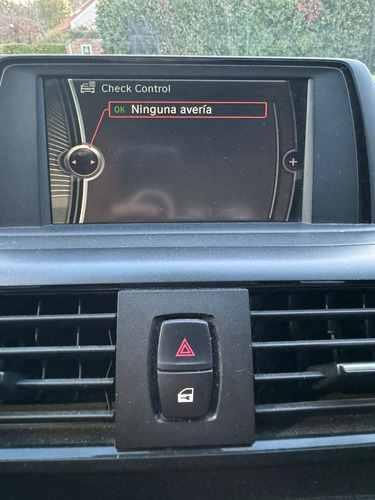 Check Control
OK Ninguna avería
+